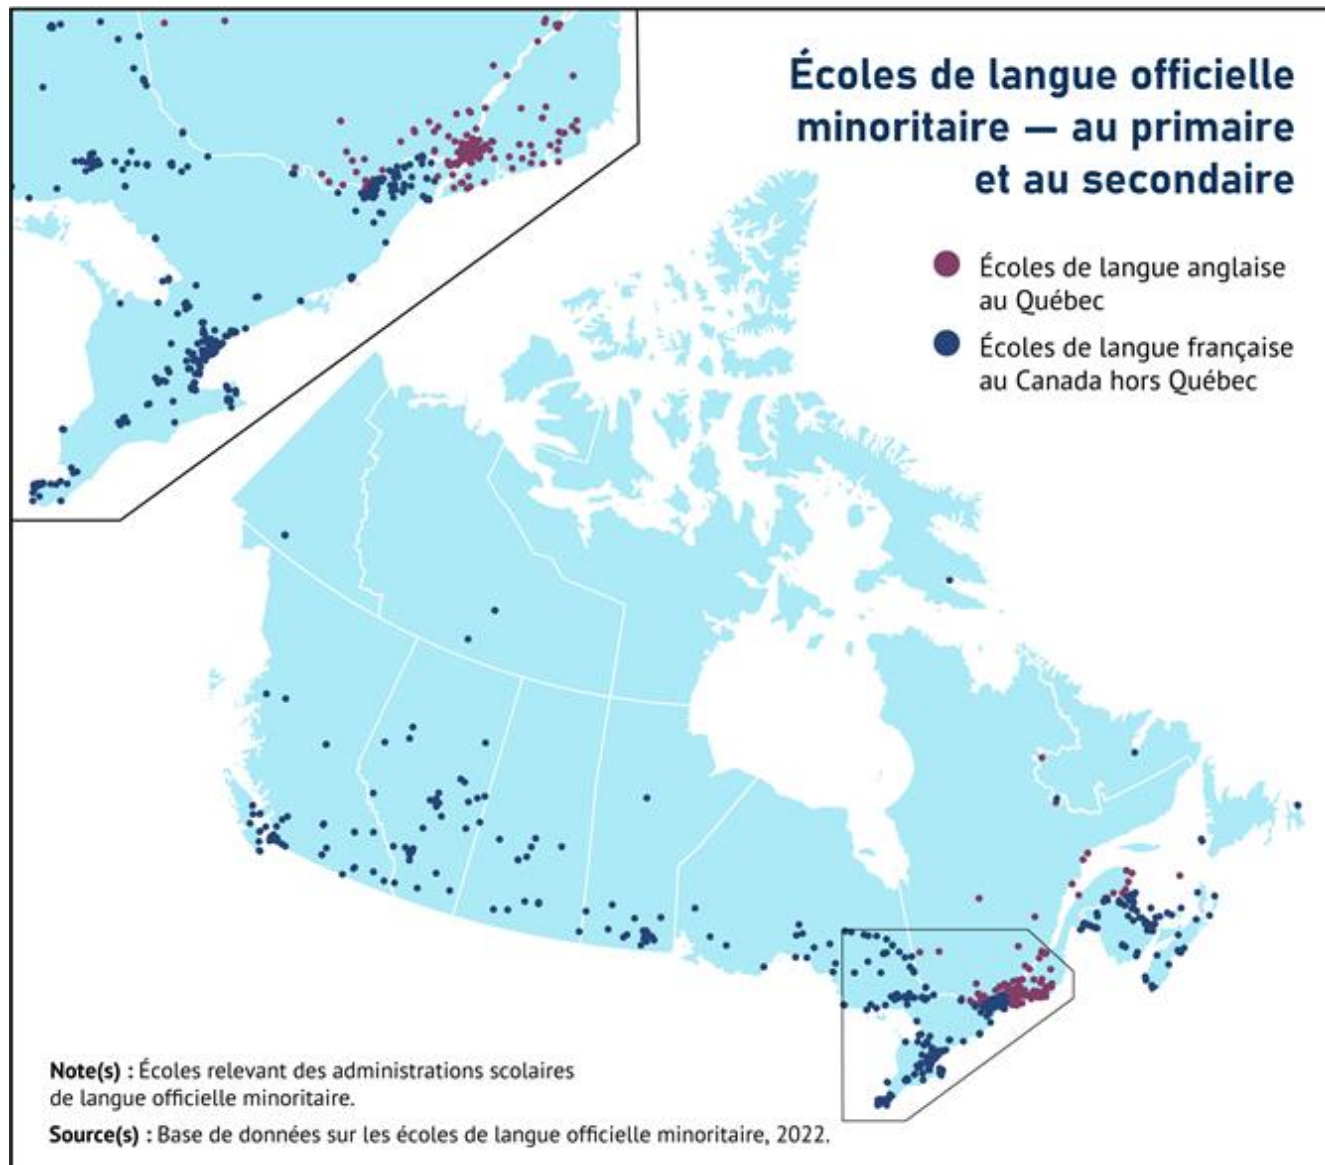 Écoles de langue officielle
minoritaire — au primaire
et au secondaire
Écoles de langue anglaise
au Québec
Écoles de langue française
au Canada hors Québec
Note(s) : Écoles relevant des administrations scolaires
de langue officielle minoritaire.
Source(s) : Base de données sur les écoles de langue officielle minoritaire, 2022.